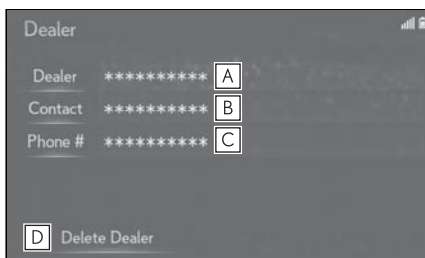 Dealer
Dealer ********** A
Contact ********** B
Phone # ********** C
D Delete Dealer